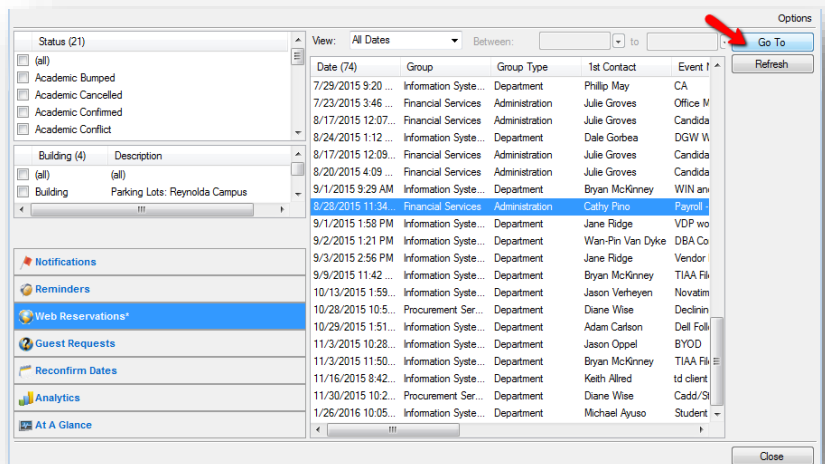 Options
Status (21)
(all)
Academic Bumped
Academic Cancelled
Academic Confirmed
Academic Conflict
Building (4) Description
(all) (all)
Building Parking Lots: Reynolda Campus
Notifications
Reminders
Web Reservations*
Guest Requests
Reconfirm Dates
Analytics
At A Glance
View: All Dates Between: to
Go To
Refresh
Date (74) Group Group Type 1st Contact Event
7/29/2015 9:20 ... Information Syste... Department Phillip May CA
7/23/2015 3:46 ... Financial Services Administration Julie Groves Office M
8/17/2015 12:07... Financial Services Administration Julie Groves Candida
8/24/2015 1:12 ... Information Syste... Department Dale Gorbea DGW W
8/17/2015 12:09... Financial Services Administration Julie Groves Candida
8/20/2015 4:09 ... Financial Services Administration Julie Groves Candida
9/1/2015 9:29 AM Information Syste... Department Bryan McKinney WIN an
8/28/2015 11:34... Financial Services Administration Cathy Pino Payroll -
9/1/2015 1:58 PM Information Syste... Department Jane Ridge VDP wo
9/2/2015 1:21 PM Information Syste... Department Wan-Pin Van Dyke DBA Co
9/3/2015 2:56 PM Information Syste... Department Jane Ridge Vendor
9/9/2015 11:42 ... Information Syste... Department Bryan McKinney TIAA Fil
10/13/2015 1:59... Information Syste... Department Jason Verheyen Novatim
10/28/2015 10:5... Procurement Ser... Department Diane Wise Declinin
10/29/2015 1:51... Information Syste... Department Adam Carlson Dell Foll
11/3/2015 10:28... Information Syste... Department Jason Oppel BYOD
11/3/2015 11:50... Information Syste... Department Bryan McKinney TIAA Fil
11/16/2015 8:42... Information Syste... Department Keith Allred td client
11/30/2015 10:2... Procurement Ser... Department Diane Wise Cadd/St
1/26/2016 10:05... Information Syste... Department Michael Ayuso Student
Close